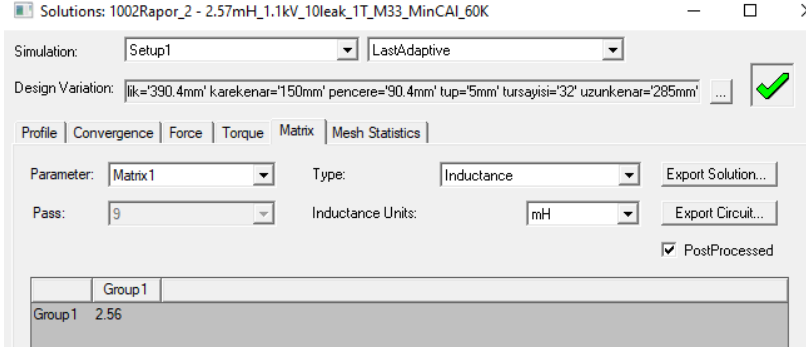 Solutions: 1002Rapor_2 - 2.57mH_1.1kV_10leak_1T_M33_MinCAl_60K
Simulation: Setup1 LastAdaptive
Design Variation: lik='390.4mm' karekenar='150mm' pencere='90.4mm' tup='5mm' tursayisi='32' uzunkenar='285mm' ...
Profile Convergence Force Torque Matrix Mesh Statistics
Parameter: Matrix1 Type: Inductance Export Solution...
Pass: 9 Inductance Units: mH Export Circuit...
PostProcessed
Group1
Group1 2.56